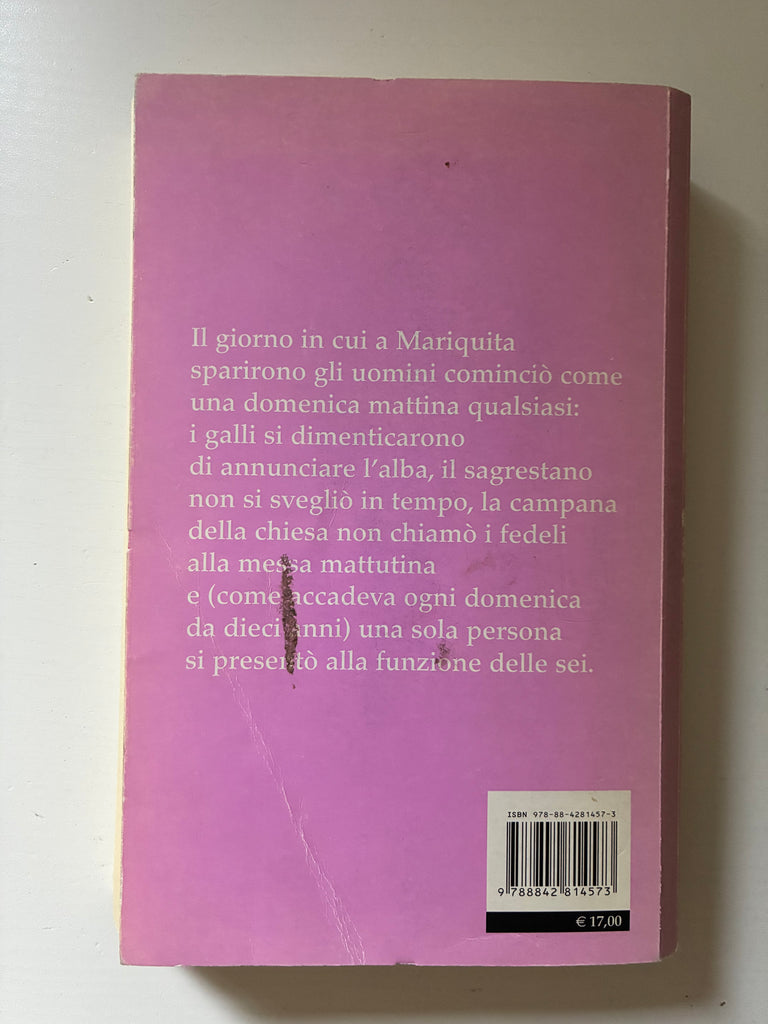 Il giorno in cui a Mariquita
sparirono gli uomini cominciò come
una domenica mattina qualsiasi:
i galli si dimenticarono
di annunciare l'alba, il sagrestano
non si svegliò in tempo, la campana
della chiesa non chiamò i fedeli
alla messa mattutina
e (come accadeva ogni domenica
da dieci anni) una sola persona
si presentò alla funzione delle sei.
ISBN 978-88-4281457-3
9 788842 814573
€ 17,00